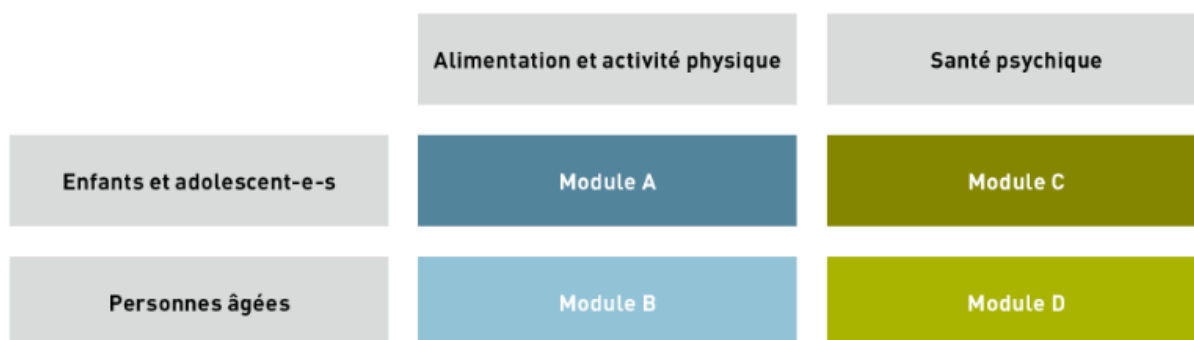 Alimentation et activité physique
Santé psychique
Enfants et adolescent-e-s
Module A
Module C
Personnes âgées
Module B
Module D